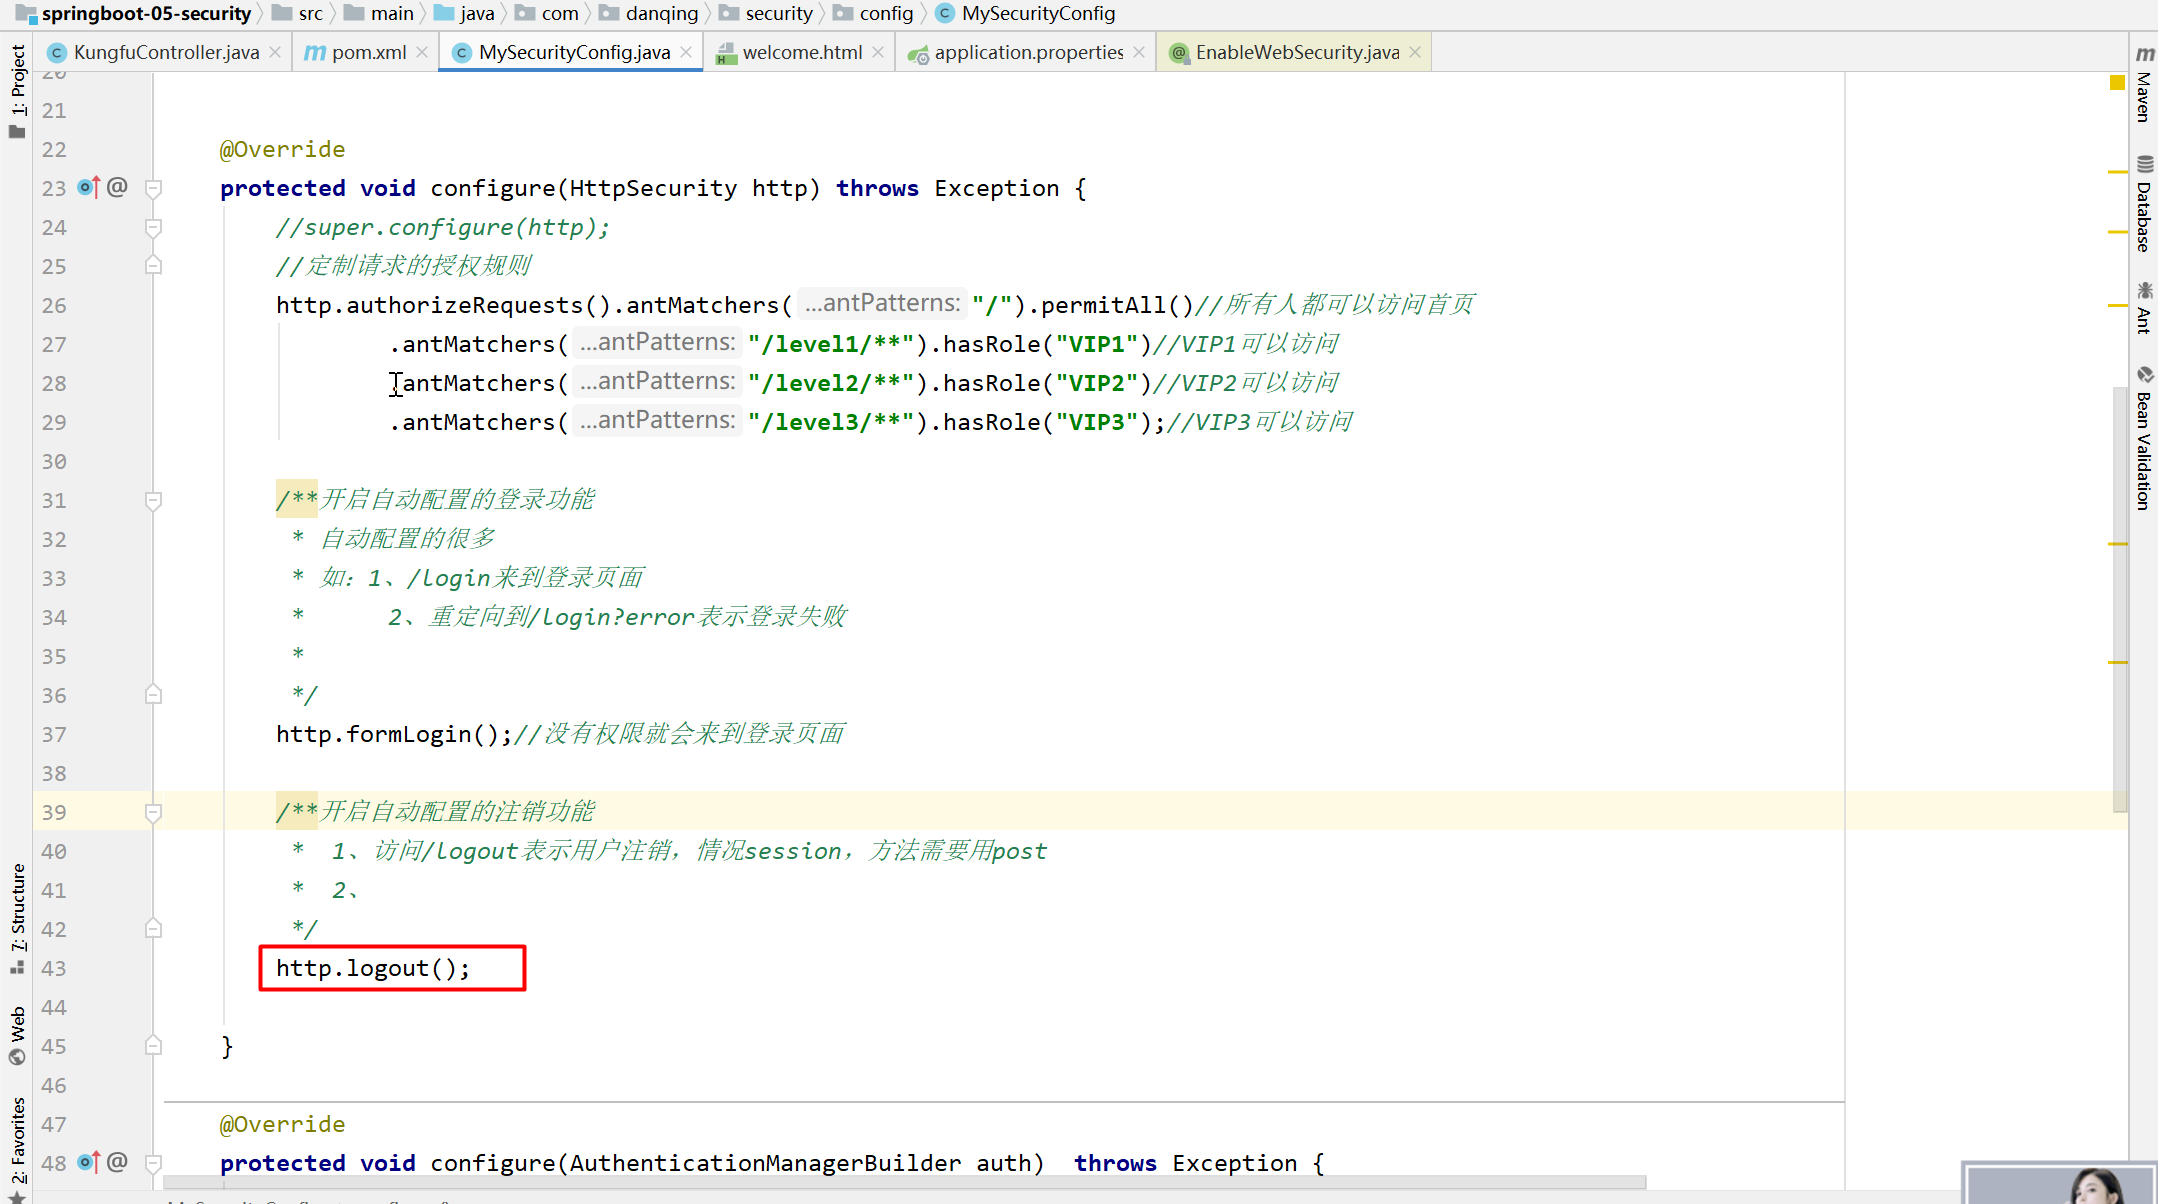 springboot-05-security src main java com danqing security config MySecurityConfig
KungfuController.java pom.xml MySecurityConfig.java welcome.html application.properties EnableWebSecurity.java
1: Project
7: Structure
Web
2: Favorites
20
21
22 @Override
23 protected void configure(HttpSecurity http) throws Exception {
24 //super.configure(http);
25 //定制请求的授权规则
26 http.authorizeRequests().antMatchers( ...antPatterns: "/").permitAll()//所有人都可以访问首页
27 .antMatchers( ...antPatterns: "/level1/**").hasRole("VIP1")//VIP1可以访问
28 .antMatchers( ...antPatterns: "/level2/**").hasRole("VIP2")//VIP2可以访问
29 .antMatchers( ...antPatterns: "/level3/**").hasRole("VIP3");//VIP3可以访问
30
31 /**开启自动配置的登录功能
32 * 自动配置的很多
33 * 如：1、/login来到登录页面
34 * 2、重定向到/login?error表示登录失败
35 *
36 */
37 http.formLogin();//没有权限就会来到登录页面
38
39 /**开启自动配置的注销功能
40 * 1、访问/logout表示用户注销，情况session，方法需要用post
41 * 2、
42 */
43 http.logout();
44
45 }
46
47 @Override
48 protected void configure(AuthenticationManagerBuilder auth) throws Exception {
Maven
Database
Ant
Bean Validation